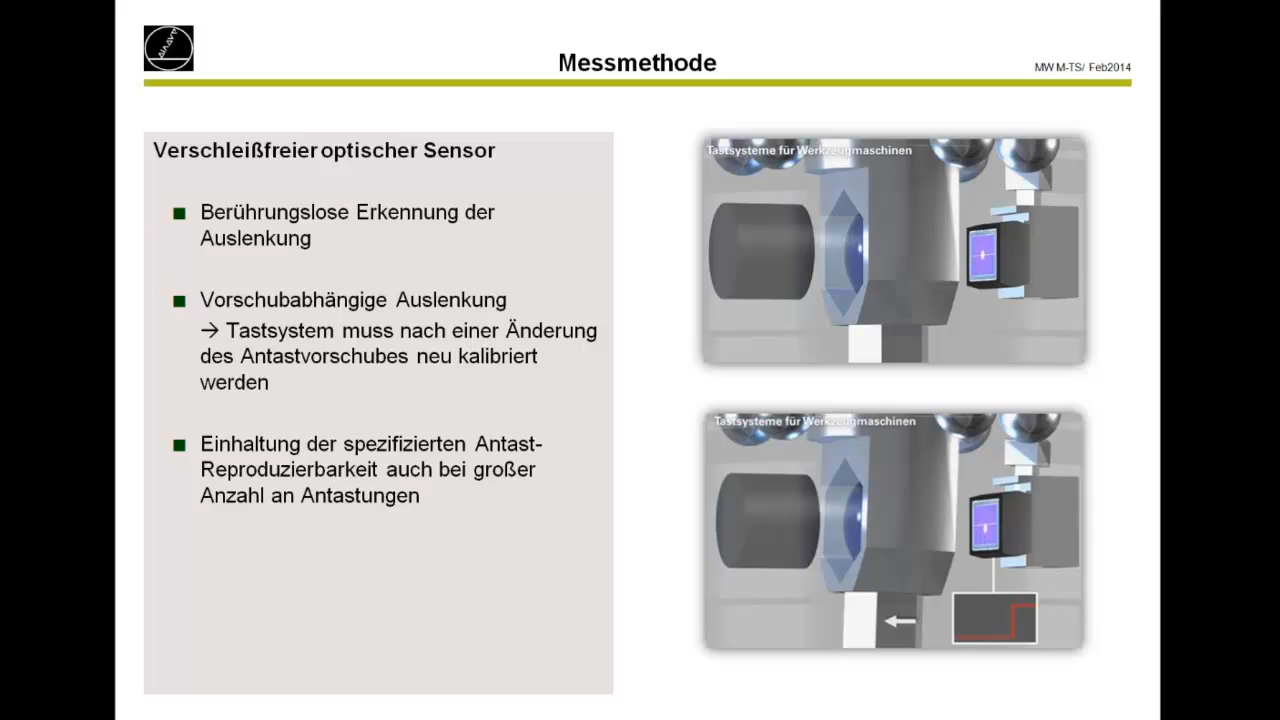 Messmethode
MW M-TS/ Feb2014
Verschleißfreier optischer Sensor
■ Berührungslose Erkennung der
Auslenkung
■ Vorschubabhängige Auslenkung
→ Tastsystem muss nach einer Änderung
des Antastvorschubes neu kalibriert
werden
■ Einhaltung der spezifizierten Antast-
Reproduzierbarkeit auch bei großer
Anzahl an Antastungen
Tastsysteme für Werkzeugmaschinen
Tastsysteme für Werkzeugmaschinen